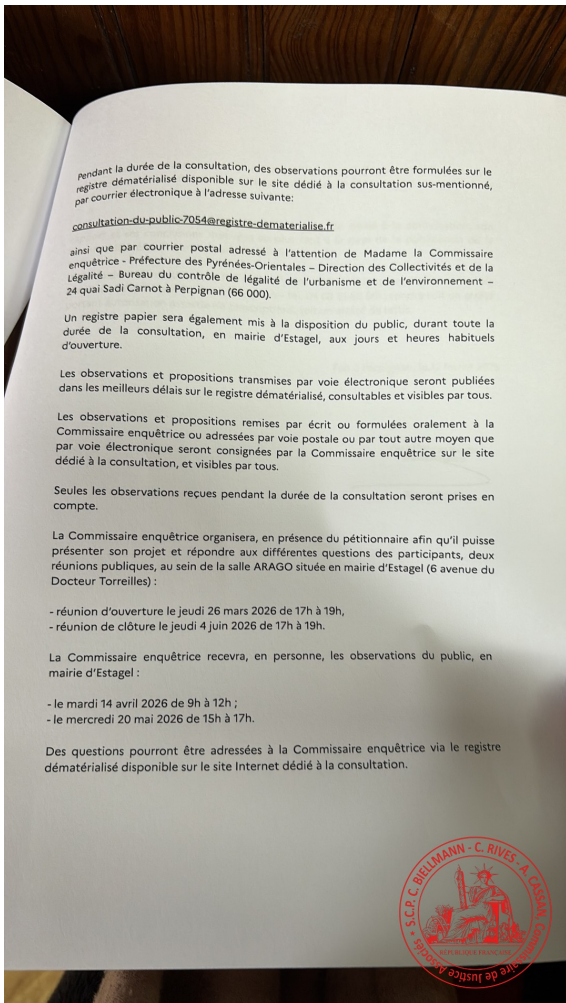 Pendant la durée de la consultation, des observations pourront être formulées sur le
registre dématérialisé disponible sur le site dédié à la consultation sus-mentionné,
par courrier électronique à l'adresse suivante:
consultation-du-public-7054@registre-dematerialise.fr
ainsi que par courrier postal adressé à l'attention de Madame la Commissaire
enquêtrice - Préfecture des Pyrénées-Orientales – Direction des Collectivités et de la
Légalité – Bureau du contrôle de légalité de l'urbanisme et de l'environnement –
24 quai Sadi Carnot à Perpignan (66 000).
Un registre papier sera également mis à la disposition du public, durant toute la
durée de la consultation, en mairie d'Estagel, aux jours et heures habituels
d'ouverture.
Les observations et propositions transmises par voie électronique seront publiées
dans les meilleurs délais sur le registre dématérialisé, consultables et visibles par tous.
Les observations et propositions remises par écrit ou formulées oralement à la
Commissaire enquêtrice ou adressées par voie postale ou par tout autre moyen que
par voie électronique seront consignées par la Commissaire enquêtrice sur le site
dédié à la consultation, et visibles par tous.
Seules les observations reçues pendant la durée de la consultation seront prises en
compte.
La Commissaire enquêtrice organisera, en présence du pétitionnaire afin qu'il puisse
présenter son projet et répondre aux différentes questions des participants, deux
réunions publiques, au sein de la salle ARAGO située en mairie d'Estagel (6 avenue du
Docteur Torreilles) :
- réunion d'ouverture le jeudi 26 mars 2026 de 17h à 19h,
- réunion de clôture le jeudi 4 juin 2026 de 17h à 19h.
La Commissaire enquêtrice recevra, en personne, les observations du public, en
mairie d'Estagel :
- le mardi 14 avril 2026 de 9h à 12h ;
- le mercredi 20 mai 2026 de 15h à 17h.
Des questions pourront être adressées à la Commissaire enquêtrice via le registre
dématérialisé disponible sur le site Internet dédié à la consultation.
S.C.P. C. BIELLMANN - C. RIVES - A. CASSAN, Commissaire de Justice Associés
RÉPUBLIQUE FRANÇAISE